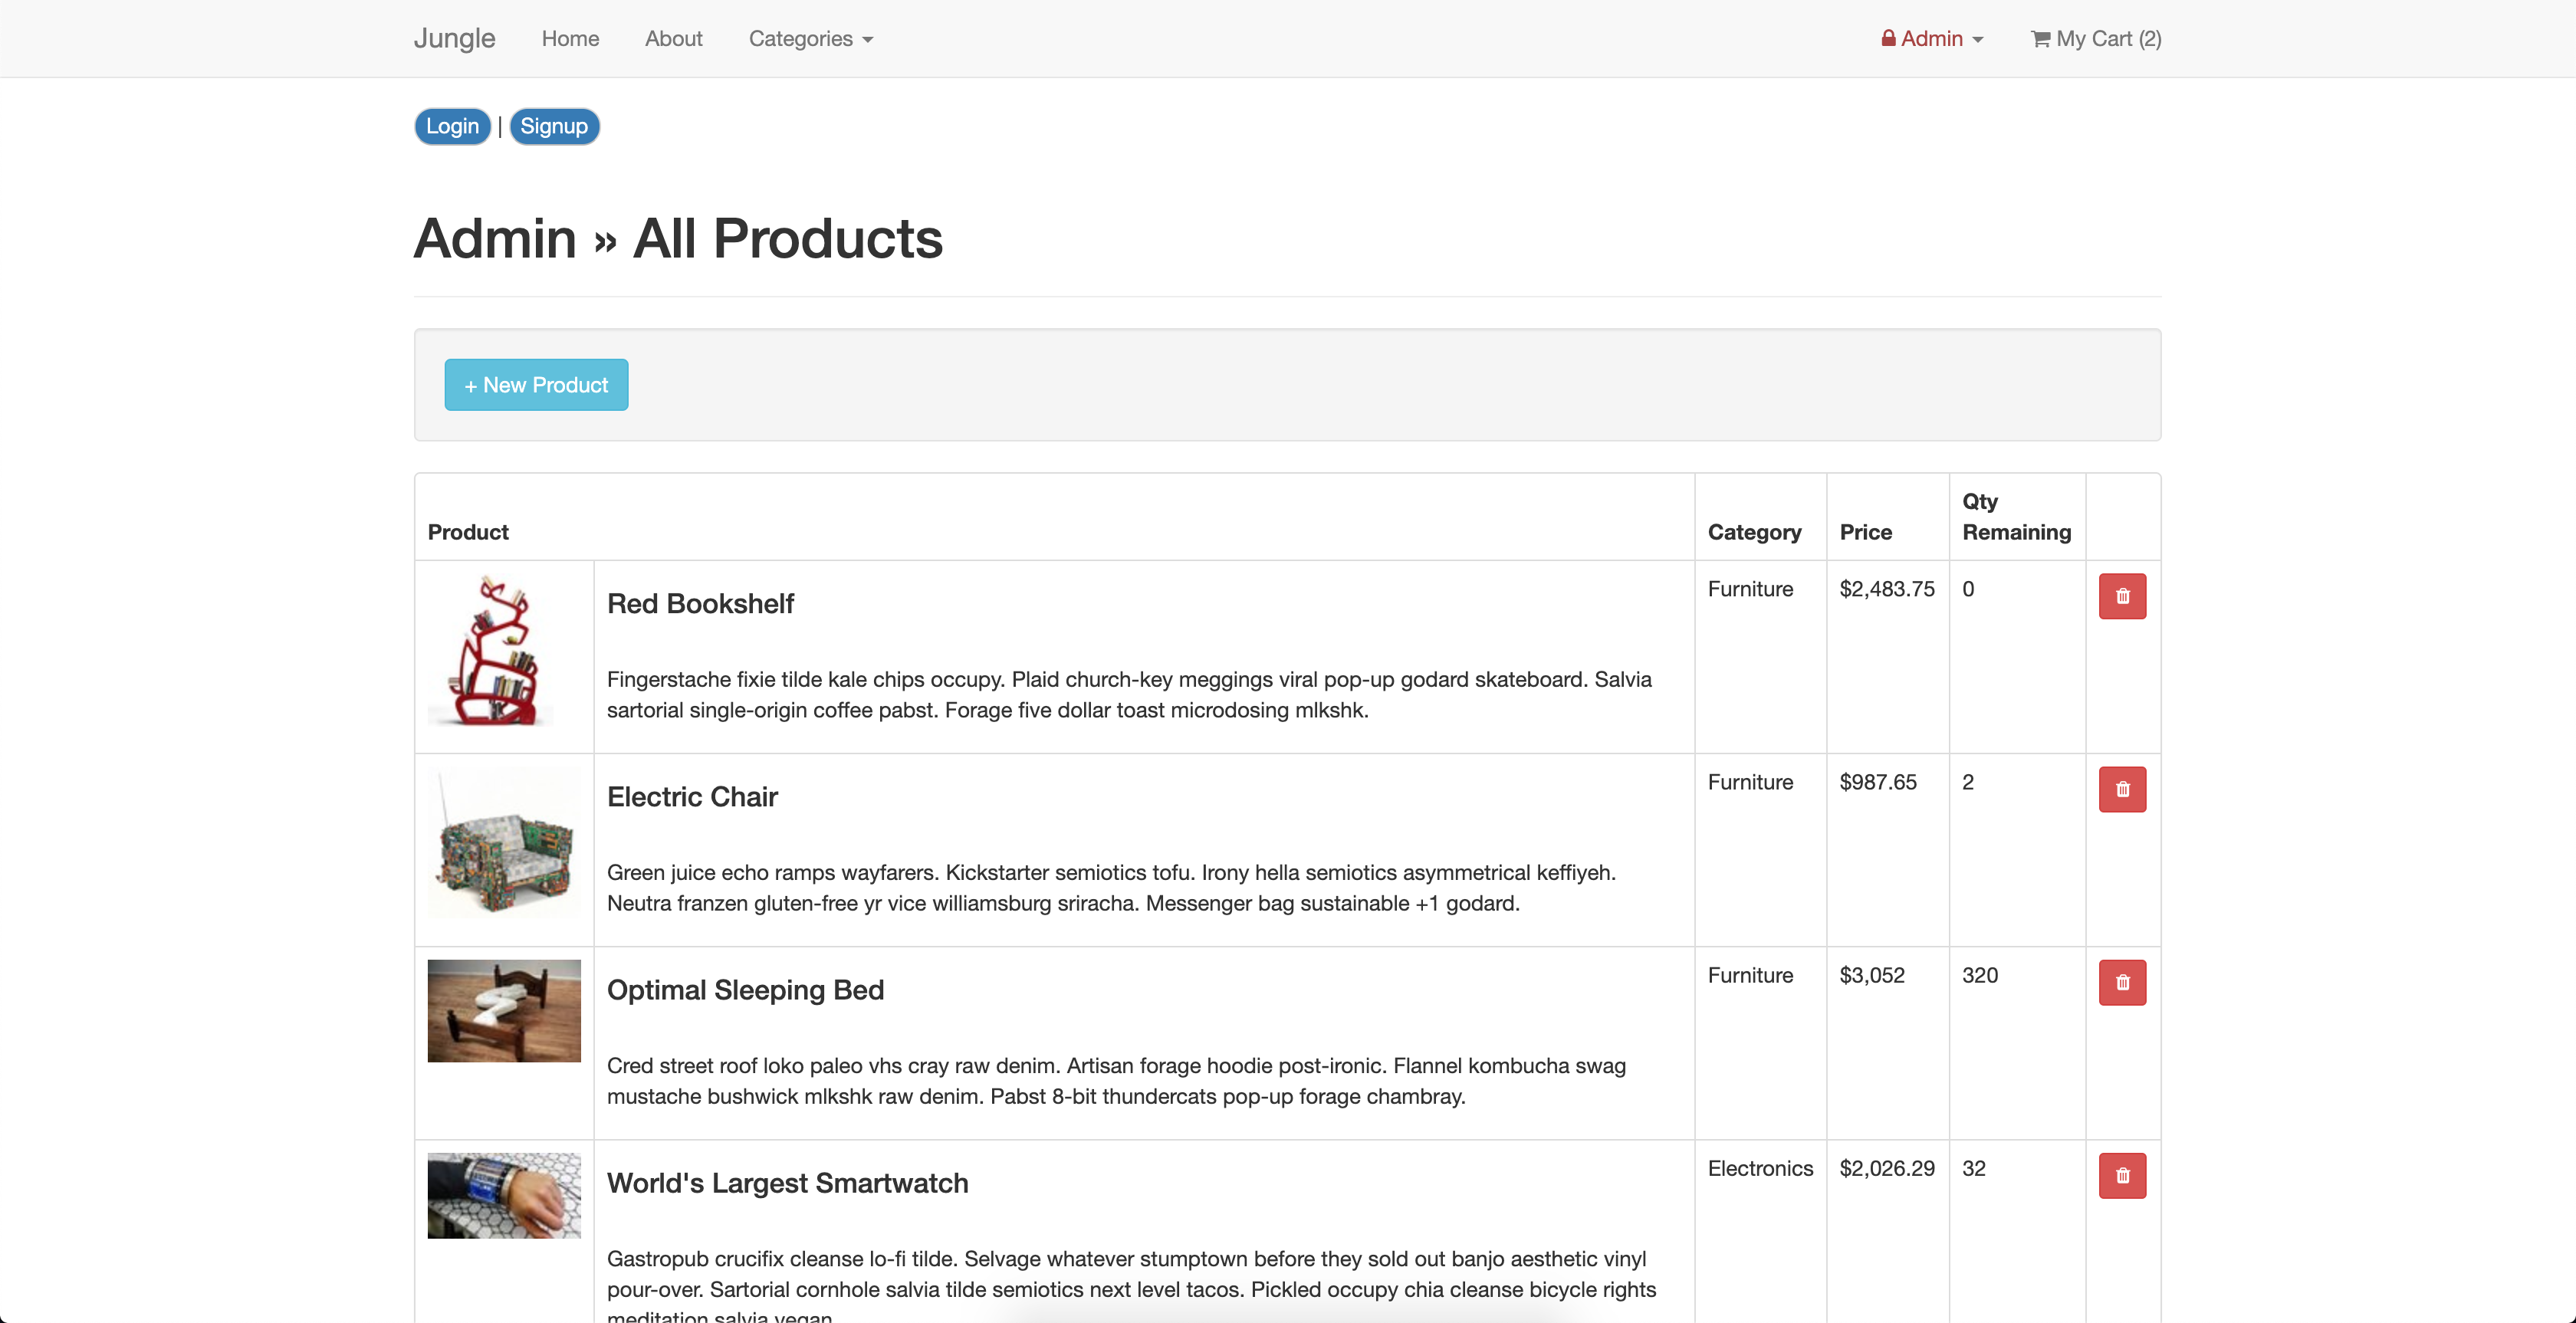 Jungle Home About Categories Admin My Cart (2)
Login | Signup
Admin » All Products
+ New Product
Product Category Price Qty Remaining
Red Bookshelf
Furniture $2,483.75 0
Fingerstache fixie tilde kale chips occupy. Plaid church-key meggings viral pop-up godard skateboard. Salvia
sartorial single-origin coffee pabst. Forage five dollar toast microdosing mlkshk.
Electric Chair
Furniture $987.65 2
Green juice echo ramps wayfarers. Kickstarter semiotics tofu. Irony hella semiotics asymmetrical keffiyeh.
Neutra franzen gluten-free yr vice williamsburg sriracha. Messenger bag sustainable +1 godard.
Optimal Sleeping Bed
Furniture $3,052 320
Cred street roof loko paleo vhs cray raw denim. Artisan forage hoodie post-ironic. Flannel kombucha swag
mustache bushwick mlkshk raw denim. Pabst 8-bit thundercats pop-up forage chambray.
World's Largest Smartwatch
Electronics $2,026.29 32
Gastropub crucifix cleanse lo-fi tilde. Selvage whatever stumptown before they sold out banjo aesthetic vinyl
pour-over. Sartorial cornhole salvia tilde semiotics next level tacos. Pickled occupy chia cleanse bicycle rights
meditation salvia vegan.